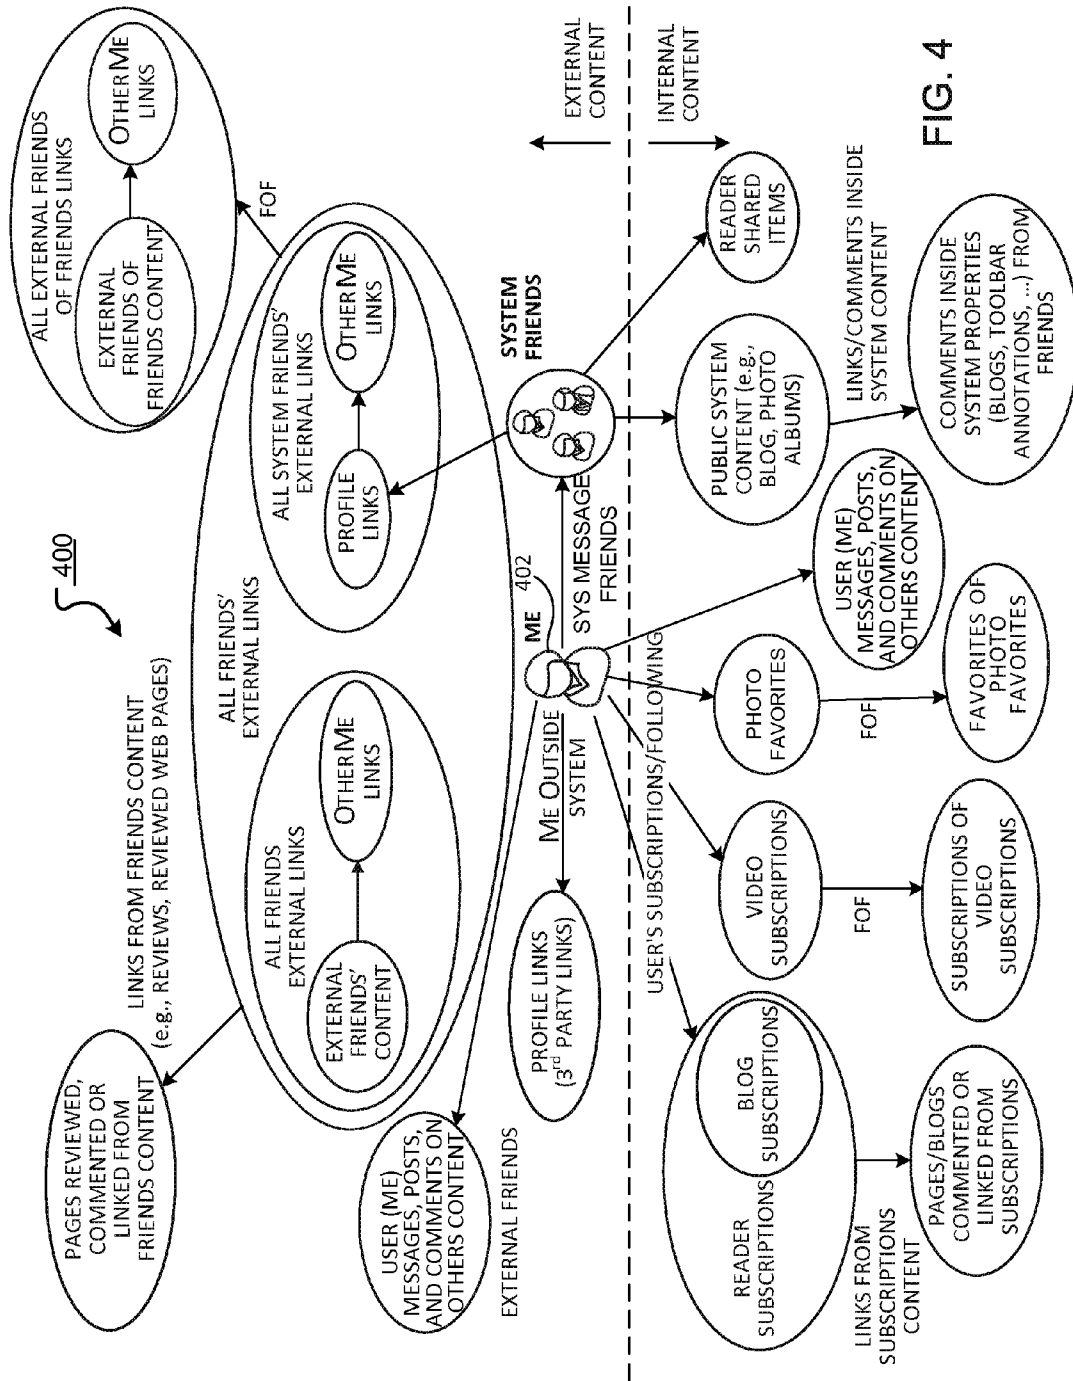 400
ALL EXTERNAL FRIENDS
OF FRIENDS LINKS
EXTERNAL
FRIENDS OF
FRIENDS CONTENT
OTHER ME
LINKS
FOF
LINKS FROM FRIENDS CONTENT
(e.g., REVIEWS, REVIEWED WEB PAGES)
PAGES REVIEWED,
COMMENTED OR
LINKED FROM
FRIENDS CONTENT
ALL FRIENDS'
EXTERNAL LINKS
ALL FRIENDS
EXTERNAL LINKS
EXTERNAL
FRIENDS'
CONTENT
OTHER ME
LINKS
ALL SYSTEM FRIENDS'
EXTERNAL LINKS
PROFILE
LINKS
OTHER ME
LINKS
USER (ME)
MESSAGES, POSTS,
AND COMMENTS ON
OTHERS CONTENT
EXTERNAL FRIENDS
PROFILE LINKS
(3rd PARTY LINKS)
ME OUTSIDE
SYSTEM
ME
402
SYS MESSAGE
FRIENDS
SYSTEM
FRIENDS
EXTERNAL
CONTENT
INTERNAL
CONTENT
USER'S SUBSCRIPTIONS/FOLLOWING
READER
SUBSCRIPTIONS
BLOG
SUBSCRIPTIONS
LINKS FROM
SUBSCRIPTIONS
CONTENT
PAGES/BLOGS
COMMENTED OR
LINKED FROM
SUBSCRIPTIONS
VIDEO
SUBSCRIPTIONS
FOF
SUBSCRIPTIONS OF
VIDEO
SUBSCRIPTIONS
PHOTO
FAVORITES
FOF
FAVORITES OF
PHOTO
FAVORITES
USER (ME)
MESSAGES, POSTS,
AND COMMENTS ON
OTHERS CONTENT
PUBLIC SYSTEM
CONTENT (e.g.,
BLOG, PHOTO
ALBUMS)
READER
SHARED
ITEMS
LINKS/COMMENTS INSIDE
SYSTEM CONTENT
COMMENTS INSIDE
SYSTEM PROPERTIES
(BLOGS, TOOLBAR
ANNOTATIONS, ...) FROM
FRIENDS
FIG. 4